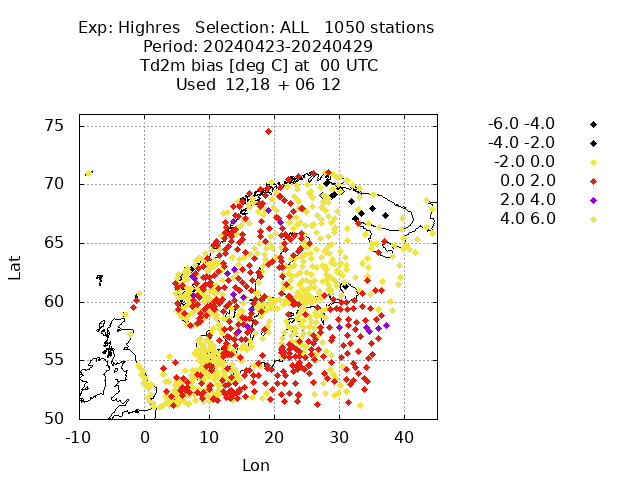 Exp: Highres   Selection: ALL   1050 stations
Period: 20240423-20240429
Td2m bias [deg C] at  00 UTC
Used  12,18 + 06 12
-6.0 -4.0
-4.0 -2.0
-2.0 0.0
0.0 2.0
2.0 4.0
4.0 6.0
75
70
65
60
55
50
Lat
-10 0 10 20 30 40
Lon